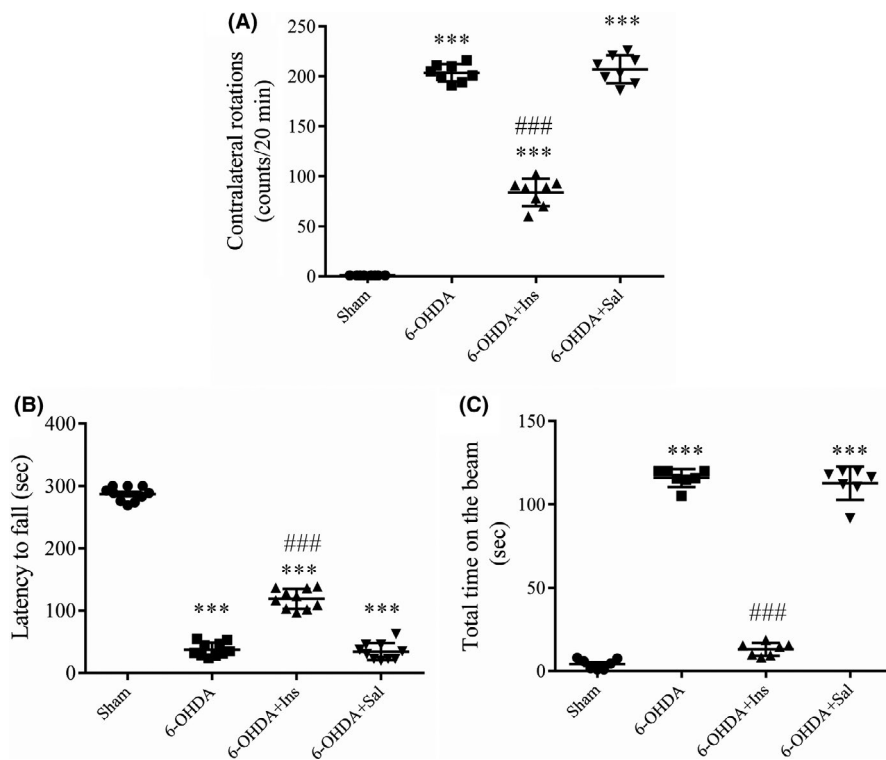 (A)
Contralateral rotations
(counts/20 min)
250
200
150
100
50
0
***
###
***
***
Sham
6-OHDA
6-OHDA+Ins
6-OHDA+Sal
(B)
Latency to fall (sec)
400
300
200
100
0
***
###
***
***
Sham
6-OHDA
6-OHDA+Ins
6-OHDA+Sal
(C)
Total time on the beam
(sec)
150
100
50
0
***
###
***
Sham
6-OHDA
6-OHDA+Ins
6-OHDA+Sal